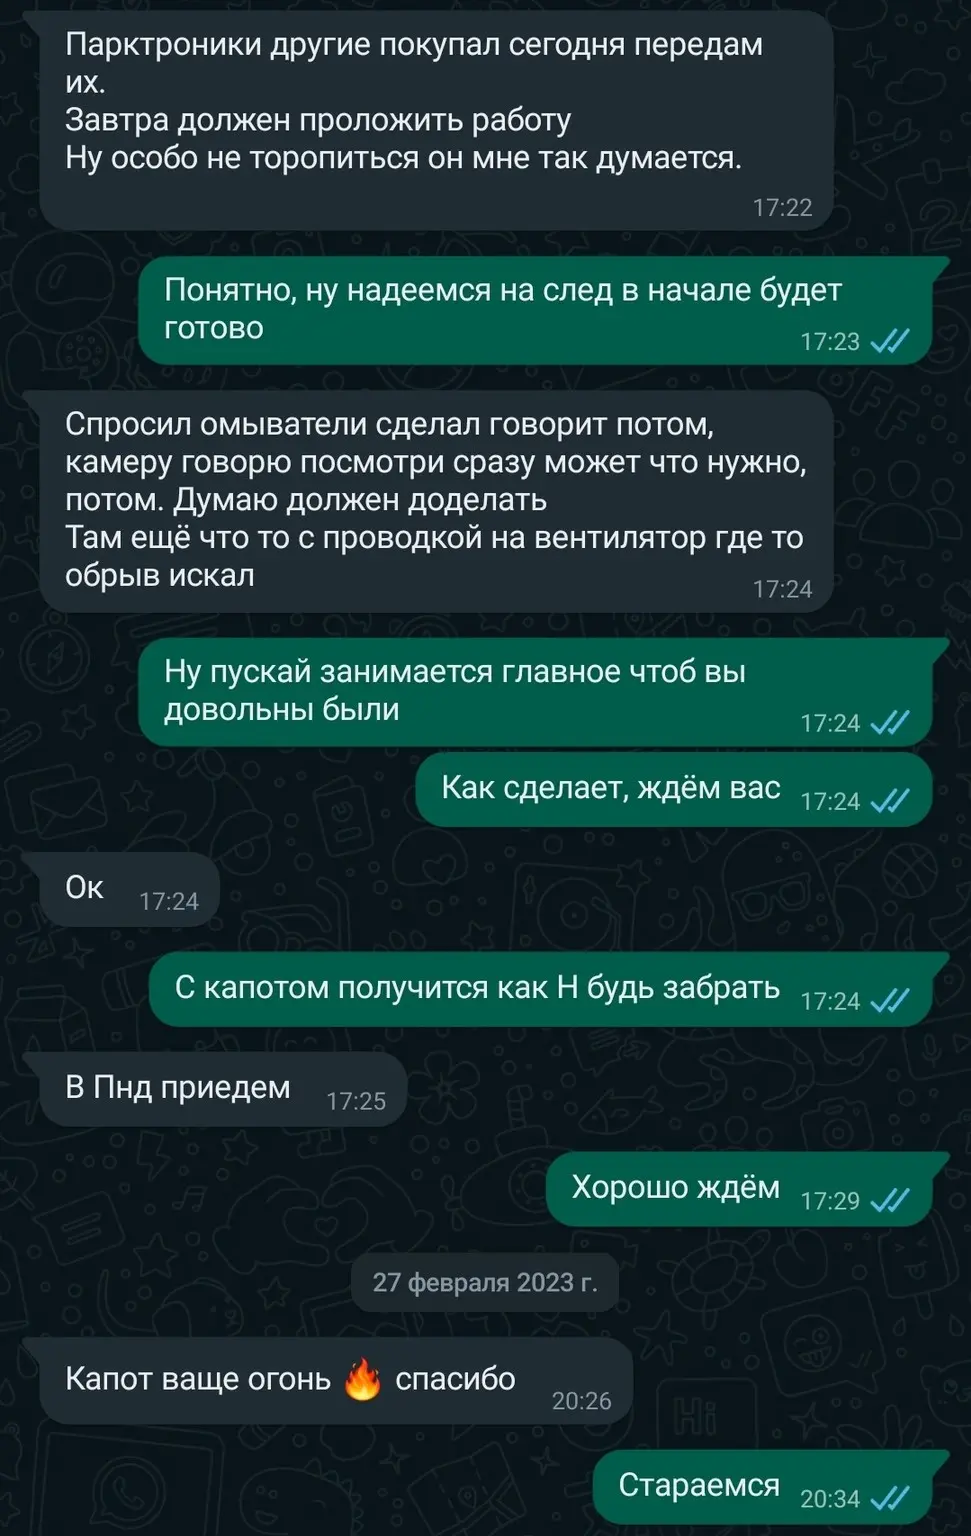 Парктроники другие покупал сегодня передам
их.
Завтра должен проложить работу
Ну особо не торопиться он мне так думается.
17:22
Понятно, ну надеемся на след в начале будет
готово
17:23
Спросил омыватели сделал говорит потом,
камеру говорю посмотри сразу может что нужно,
потом. Думаю должен доделать
Там ещё что то с проводкой на вентилятор где то
обрыв искал
17:24
Ну пускай занимается главное чтоб вы
довольны были
17:24
Как сделает, ждём вас 17:24
Ок 17:24
С капотом получится как Н будь забрать 17:24
В Пнд приедем 17:25
Хорошо ждём 17:29
27 февраля 2023 г.
Капот ваще огонь 🔥 спасибо 20:26
Стараемся 20:34